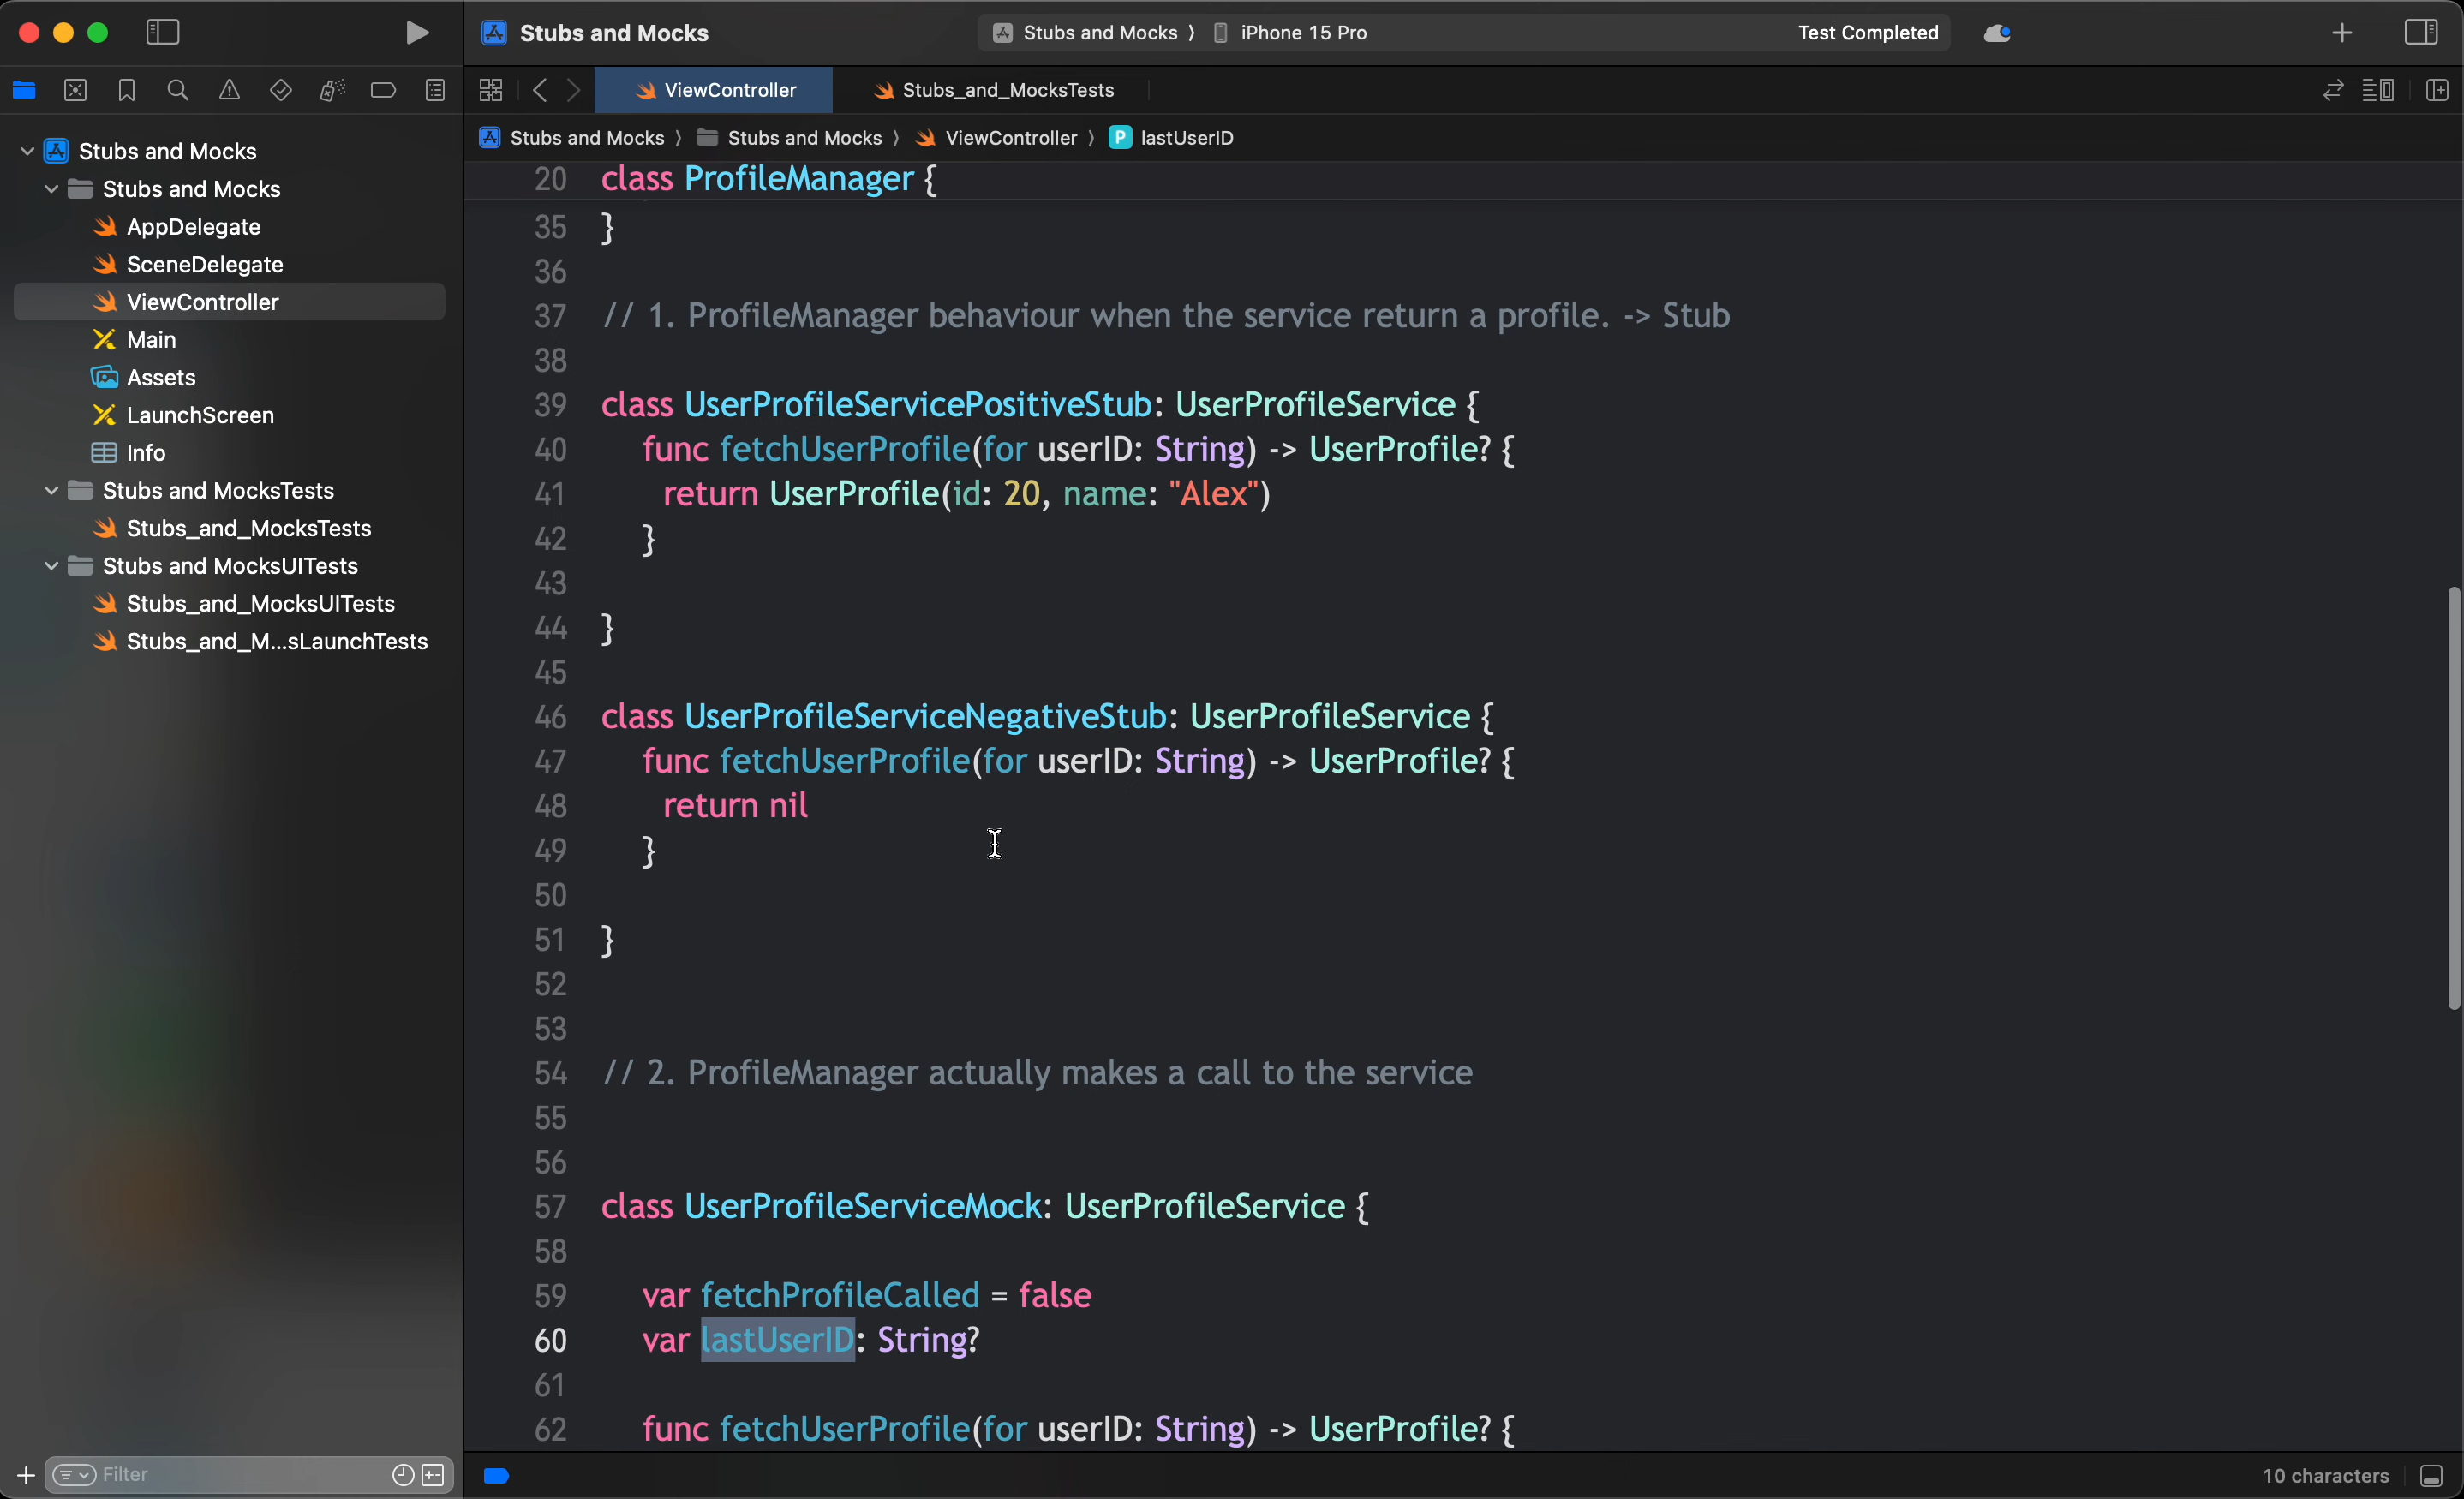 Stubs and Mocks
Stubs and Mocks 〉 iPhone 15 Pro
Test Completed
ViewController
Stubs_and_MocksTests
Stubs and Mocks 〉 Stubs and Mocks 〉 ViewController 〉 P lastUserID
Stubs and Mocks
Stubs and Mocks
AppDelegate
SceneDelegate
ViewController
Main
Assets
LaunchScreen
Info
Stubs and MocksTests
Stubs_and_MocksTests
Stubs and MocksUITests
Stubs_and_MocksUITests
Stubs_and_M...sLaunchTests
Filter
20 class ProfileManager {
35 }
36
37 // 1. ProfileManager behaviour when the service return a profile. -> Stub
38
39 class UserProfileServicePositiveStub: UserProfileService {
40 func fetchUserProfile(for userID: String) -> UserProfile? {
41 return UserProfile(id: 20, name: "Alex")
42 }
43
44 }
45
46 class UserProfileServiceNegativeStub: UserProfileService {
47 func fetchUserProfile(for userID: String) -> UserProfile? {
48 return nil
49 }
50
51 }
52
53
54 // 2. ProfileManager actually makes a call to the service
55
56
57 class UserProfileServiceMock: UserProfileService {
58
59 var fetchProfileCalled = false
60 var lastUserID: String?
61
62 func fetchUserProfile(for userID: String) -> UserProfile? {
10 characters